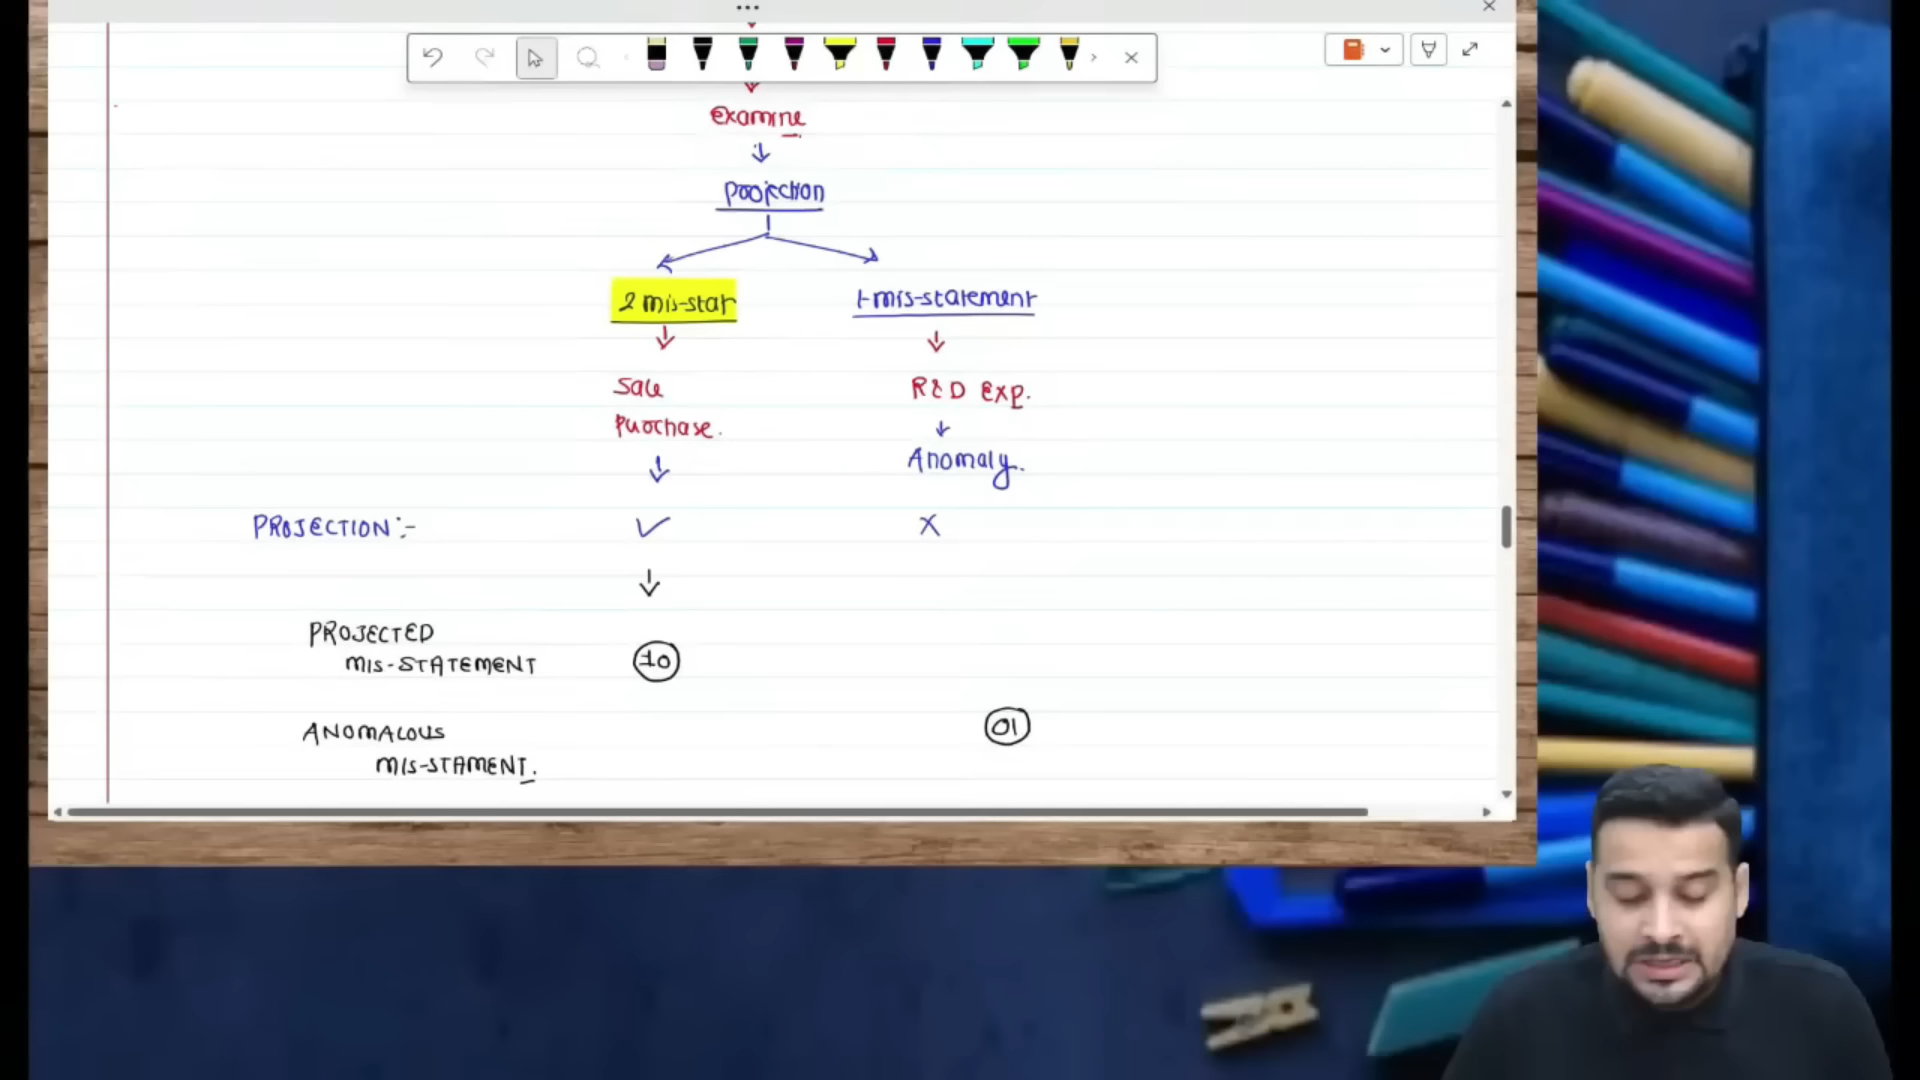 examine
projection
2 mis-stat
1-mis-statement
Sale
R&D Exp.
purchase.
Anomaly.
PROJECTION:-
PROJECTED
MIS-STATEMENT
10
ANOMALOUS
MIS-STAMENT.
01